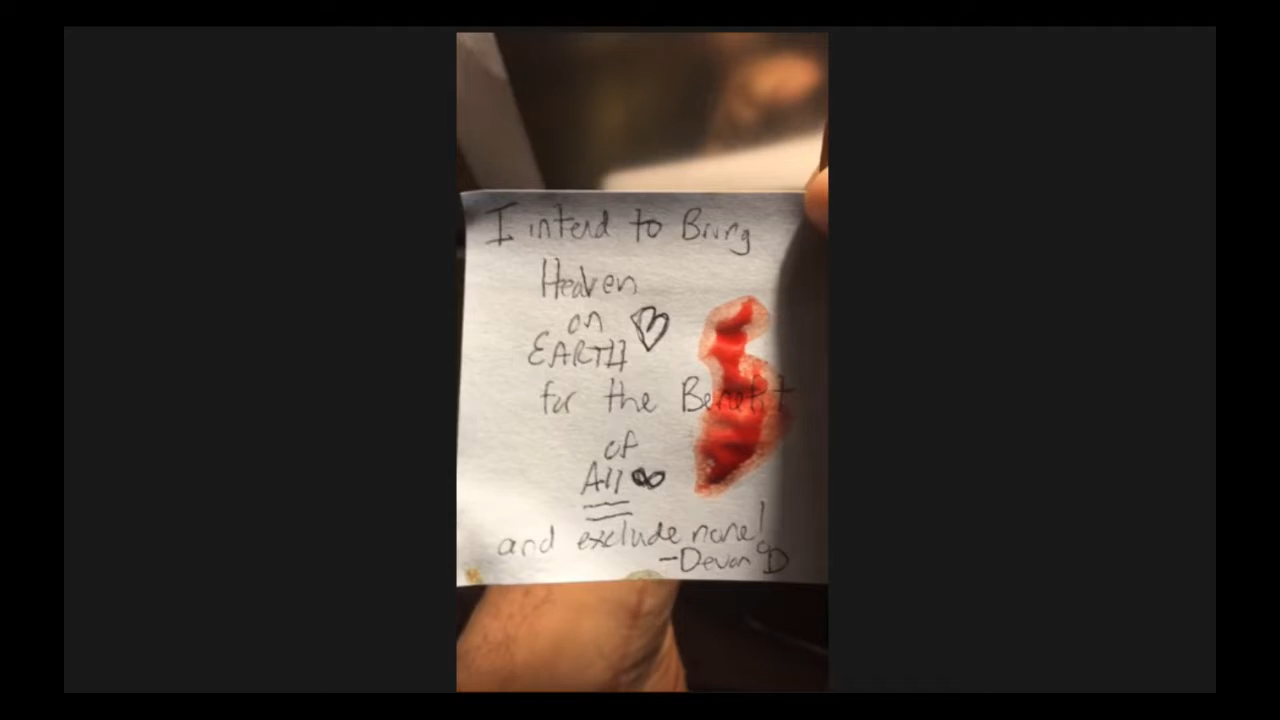 I intend to Bring
Heaven
on
EARTH
for the Benefit
of
All ∞
and exclude none!
-Devon D